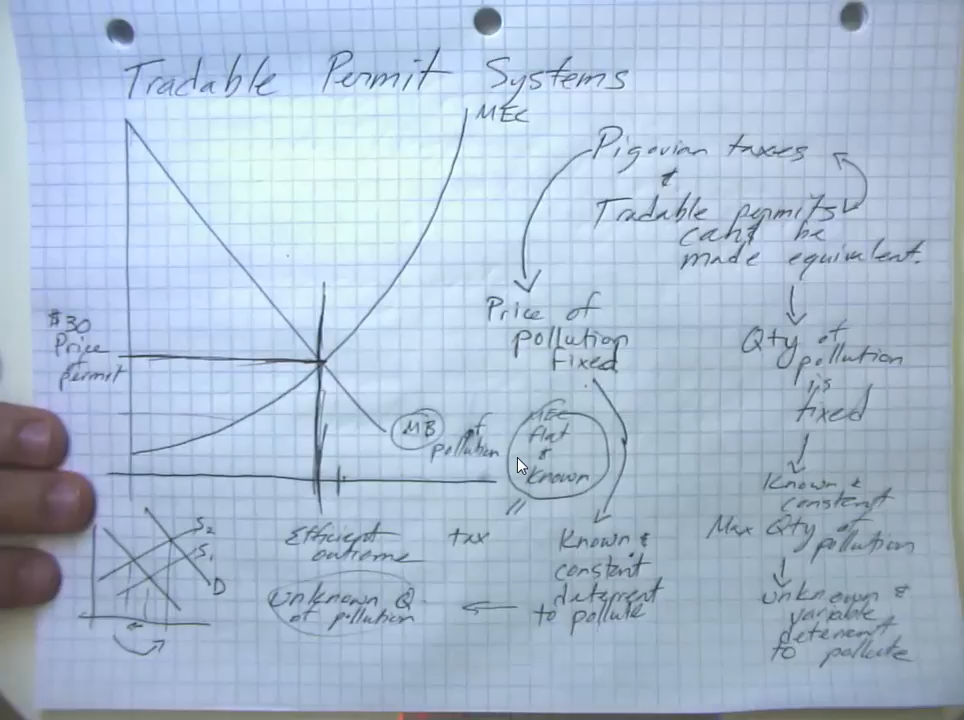 Tradable Permit Systems
MEC
$30
Price
permit
MB of
pollution
S2
S1
D
Efficient
outcome
Unknown Q
of pollution
tax
MEC
flat
&
known
Pigovian taxes
&
Tradable permits
can't be
made equivalent.
Price of
pollution
fixed
Known &
constant
deterrent
to pollute
Qty of
pollution
is
fixed
Known &
constant
Max Qty of
pollution
Unknown &
variable
deterent
to pollute